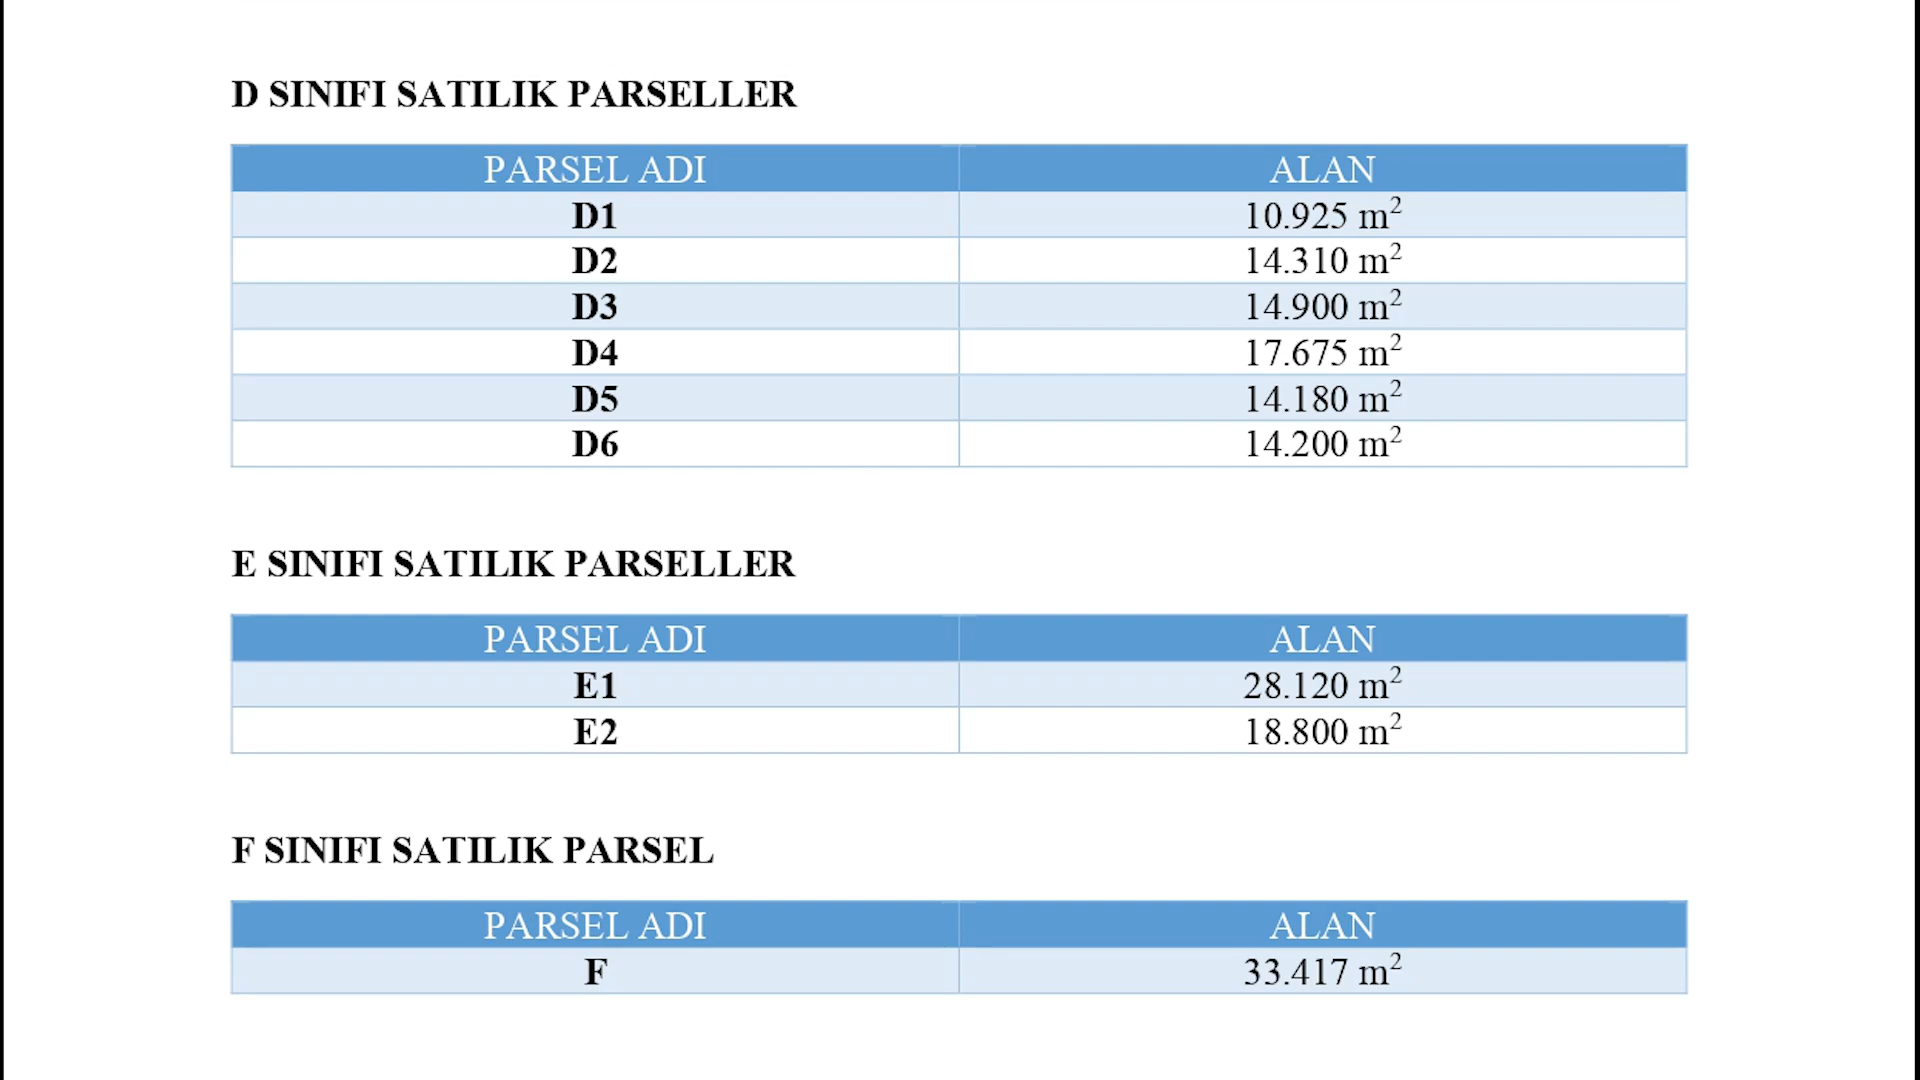 D SINIFI SATILIK PARSELLER
PARSEL ADI ALAN
D1 10.925 m²
D2 14.310 m²
D3 14.900 m²
D4 17.675 m²
D5 14.180 m²
D6 14.200 m²
E SINIFI SATILIK PARSELLER
PARSEL ADI ALAN
E1 28.120 m²
E2 18.800 m²
F SINIFI SATILIK PARSEL
PARSEL ADI ALAN
F 33.417 m²